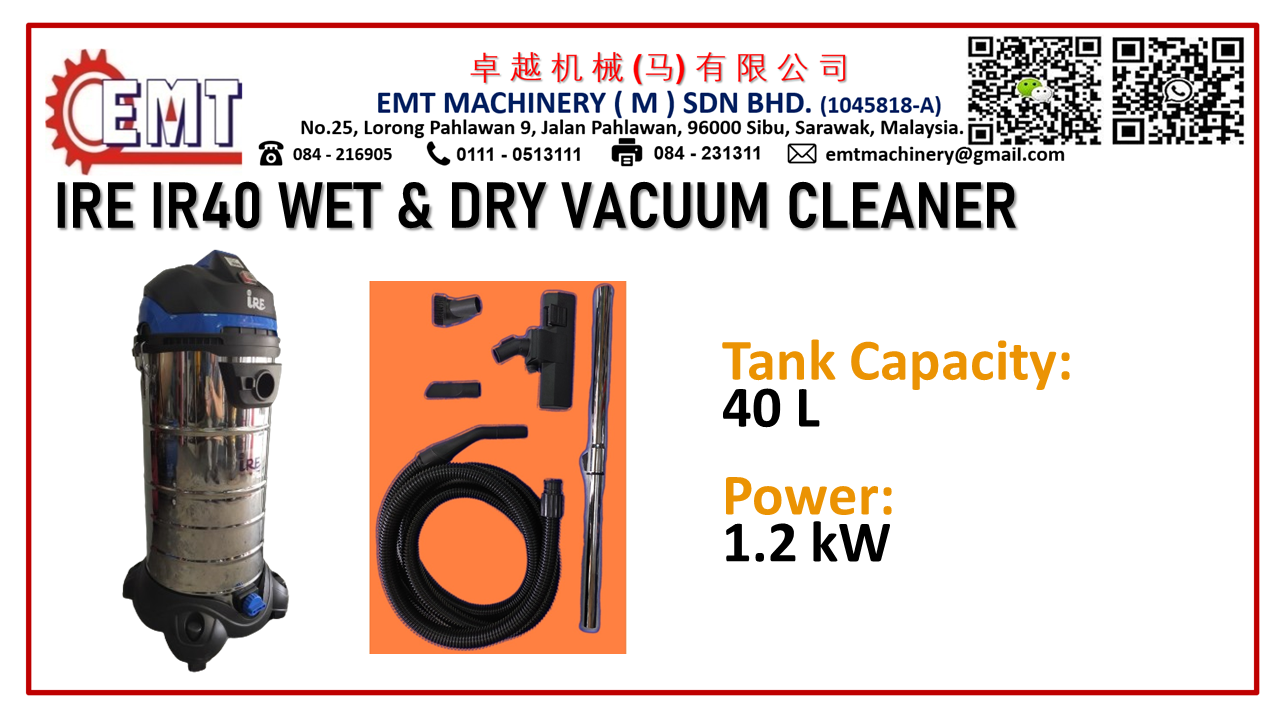 EMT
卓越机械(马)有限公司
EMT MACHINERY ( M ) SDN BHD. (1045818-A)
No.25, Lorong Pahlawan 9, Jalan Pahlawan, 96000 Sibu, Sarawak, Malaysia.
084 - 216905 0111 - 0513111 084 - 231311 emtmachinery@gmail.com
IRE IR40 WET & DRY VACUUM CLEANER
iRE
iRE
Tank Capacity:
40 L
Power:
1.2 kW